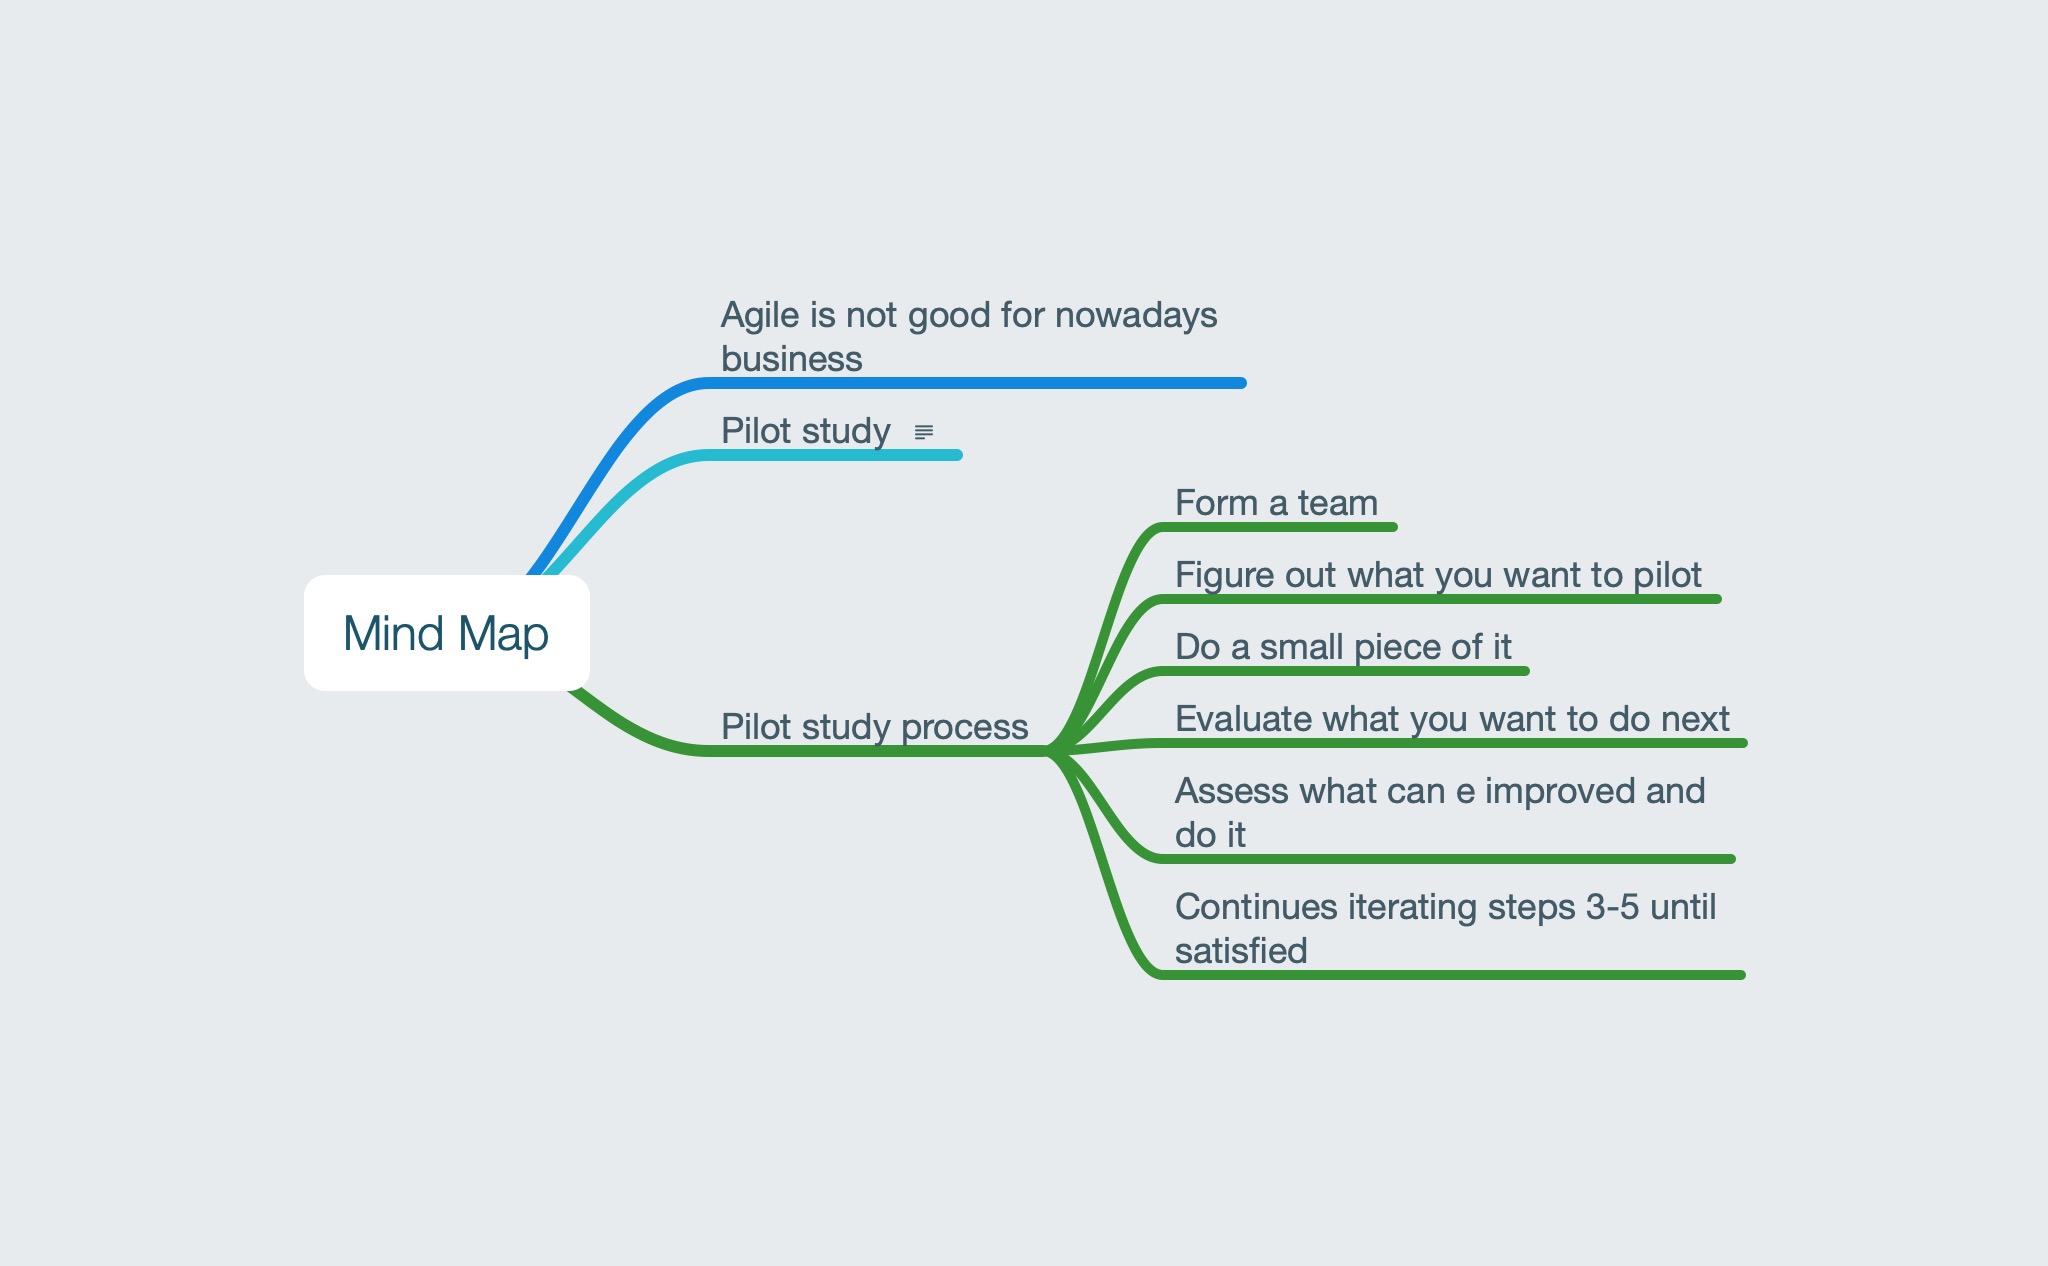 Agile is not good for nowadays
business
Pilot study
Form a team
Figure out what you want to pilot
Do a small piece of it
Mind Map
Evaluate what you want to do next
Pilot study process
Assess what can e improved and
do it
Continues iterating steps 3-5 until
satisfied